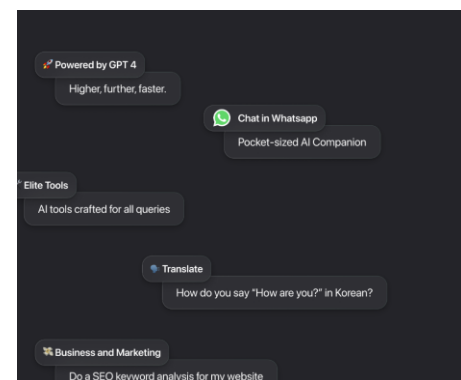 Powered by GPT 4
Higher, further, faster.
Chat in Whatsapp
Pocket-sized AI Companion
Elite Tools
AI tools crafted for all queries
Translate
How do you say “How are you?” in Korean?
Business and Marketing
Do a SEO keyword analysis for my website